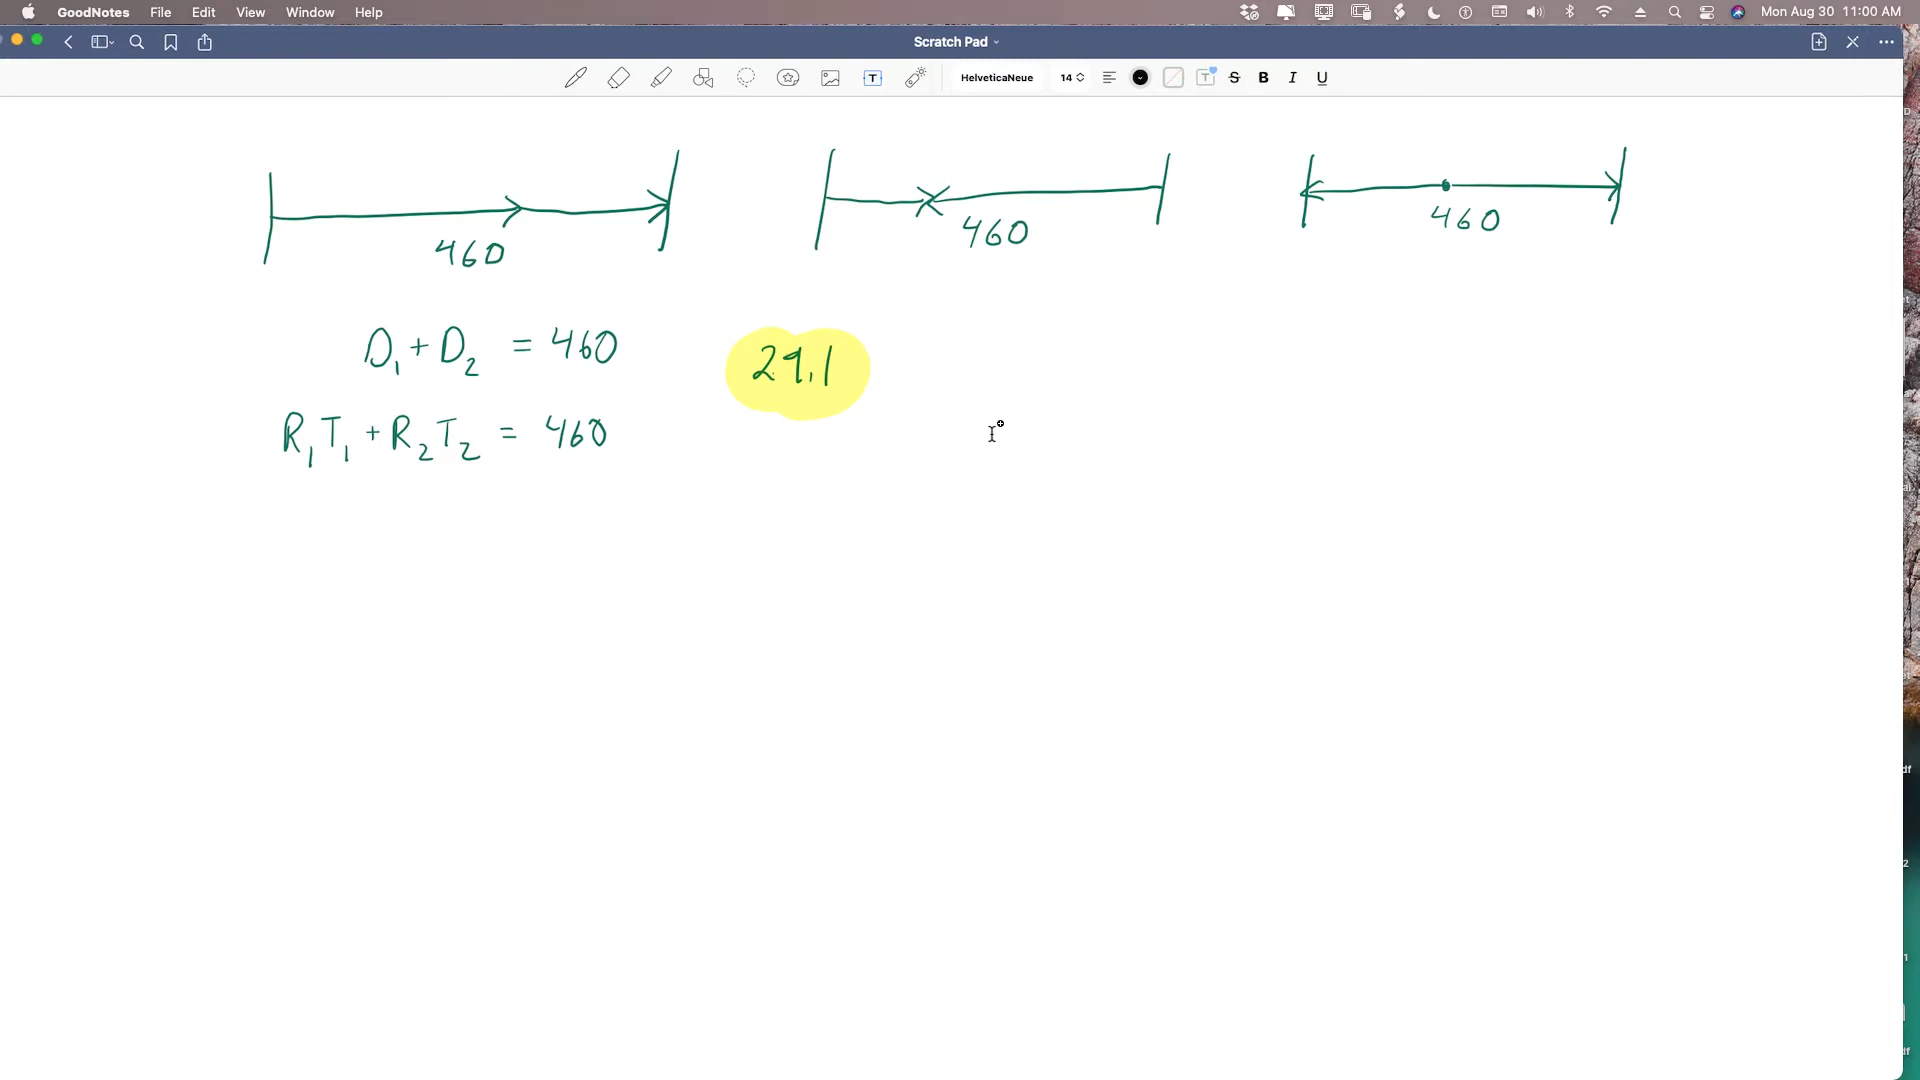 GoodNotes File Edit View Window Help
Mon Aug 30 11:00 AM
Scratch Pad
HelveticaNeue 14 T S B I U
460
460
460
D₁ + D₂ = 460
29.1
R₁T₁ + R₂T₂ = 460